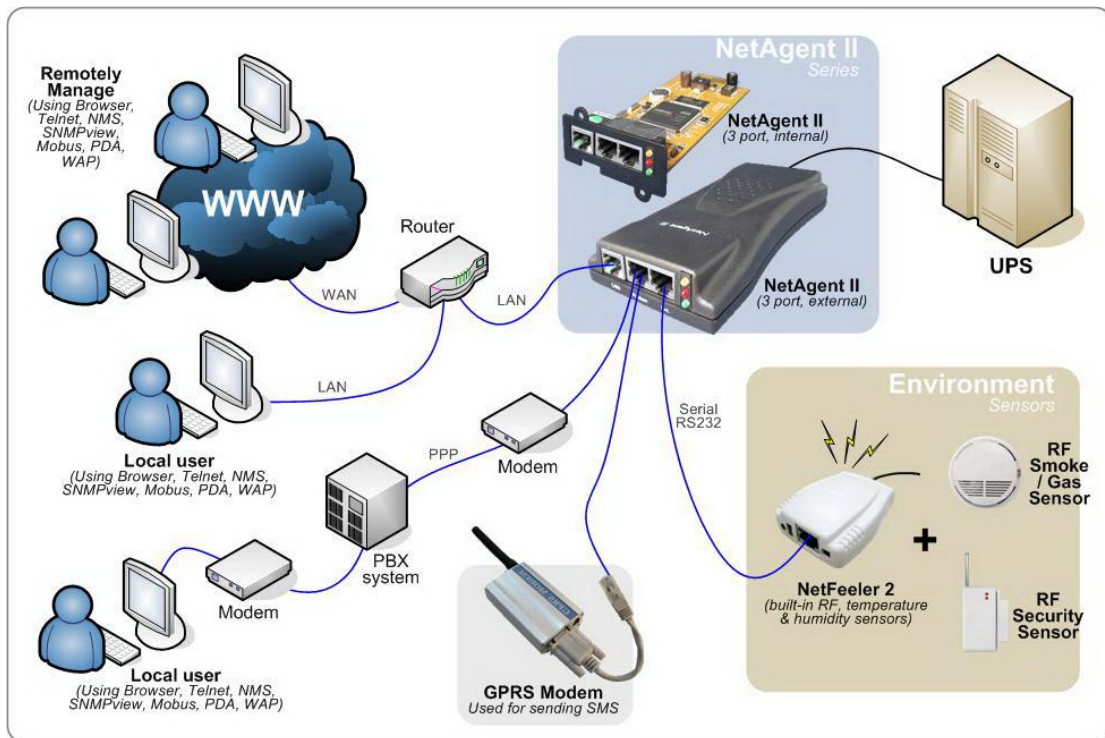 Remotely
Manage
(Using Browser,
Telnet, NMS,
SNMPview,
Mobus, PDA,
WAP)
WWW
Router
WAN
LAN
LAN
NetAgent II
Series
NetAgent II
(3 port, internal)
NetAgent II
(3 port, external)
UPS
Local user
(Using Browser, Telnet, NMS,
SNMPview, Mobus, PDA, WAP)
PPP
Modem
PBX
system
Modem
Local user
(Using Browser, Telnet, NMS,
SNMPview, Mobus, PDA, WAP)
GPRS Modem
Used for sending SMS
Serial
RS232
Environment
Sensors
NetFeeler 2
(built-in RF, temperature
& humidity sensors)
+
RF
Smoke
/ Gas
Sensor
RF
Security
Sensor